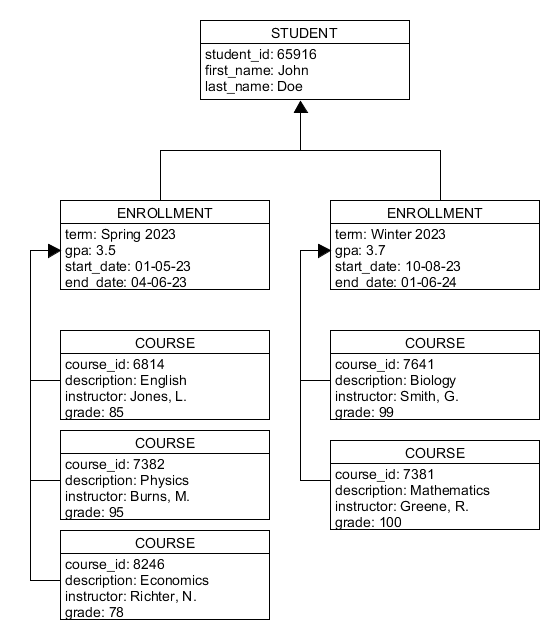 STUDENT
student_id: 65916
first_name: John
last_name: Doe
ENROLLMENT
term: Spring 2023
gpa: 3.5
start_date: 01-05-23
end_date: 04-06-23
COURSE
course_id: 6814
description: English
instructor: Jones, L.
grade: 85
COURSE
course_id: 7382
description: Physics
instructor: Burns, M.
grade: 95
COURSE
course_id: 8246
description: Economics
instructor: Richter, N.
grade: 78
ENROLLMENT
term: Winter 2023
gpa: 3.7
start_date: 10-08-23
end_date: 01-06-24
COURSE
course_id: 7641
description: Biology
instructor: Smith, G.
grade: 99
COURSE
course_id: 7381
description: Mathematics
instructor: Greene, R.
grade: 100